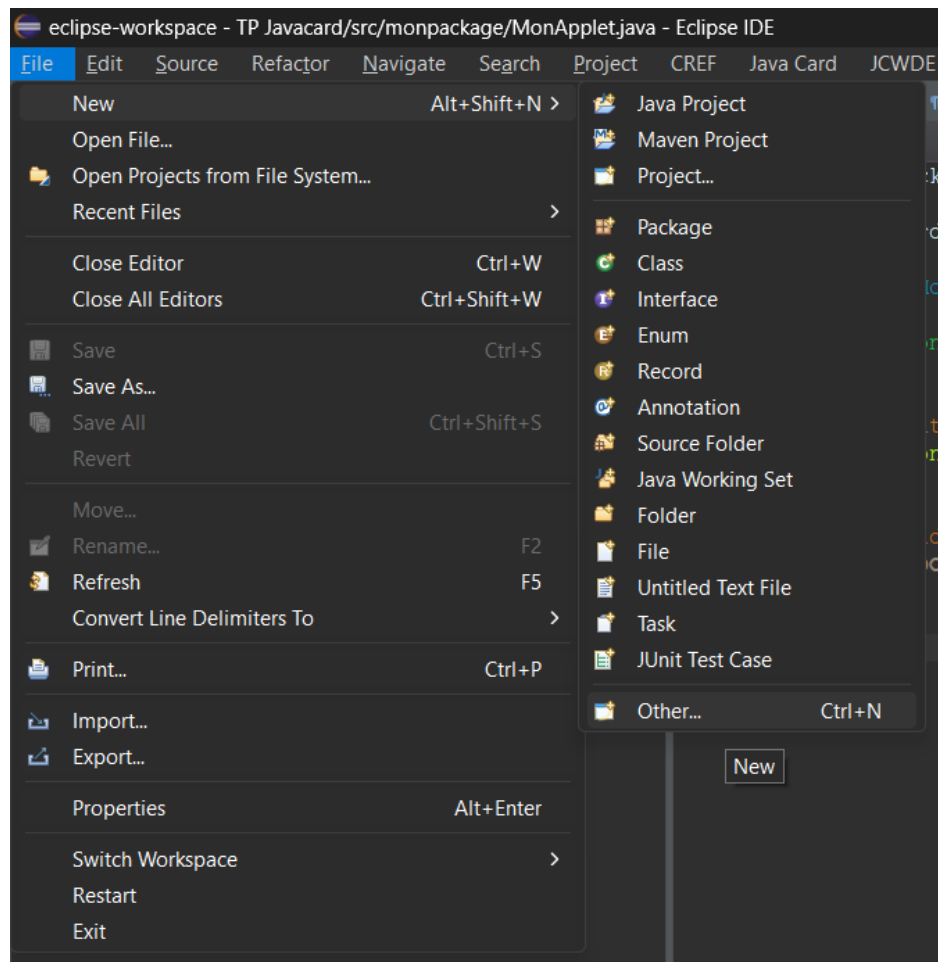 eclipse-workspace - TP Javacard/src/monpackage/MonApplet.java - Eclipse IDE
File Edit Source Refactor Navigate Search Project CREF Java Card JCWDE
New Alt+Shift+N >
Open File...
Open Projects from File System...
Recent Files >
Close Editor Ctrl+W
Close All Editors Ctrl+Shift+W
Save Ctrl+S
Save As...
Save All Ctrl+Shift+S
Revert
Move...
Rename... F2
Refresh F5
Convert Line Delimiters To >
Print... Ctrl+P
Import...
Export...
Properties Alt+Enter
Switch Workspace >
Restart
Exit
Java Project
Maven Project
Project...
Package
Class
Interface
Enum
Record
Annotation
Source Folder
Java Working Set
Folder
File
Untitled Text File
Task
JUnit Test Case
Other... Ctrl+N
New